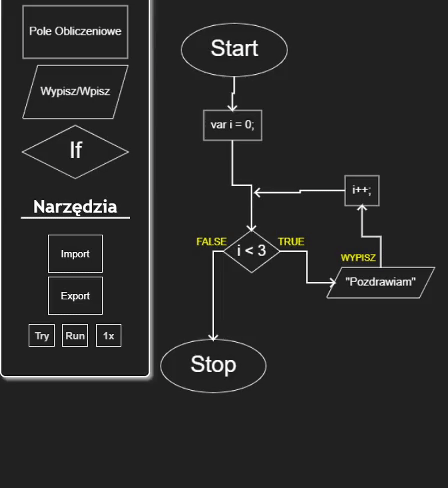 Pole Obliczeniowe
Wypisz/Wpisz
If
Narzędzia
Import
Export
Try
Run
1x
Start
var i = 0;
i++;
FALSE
TRUE
i < 3
WYPISZ
"Pozdrawiam"
Stop